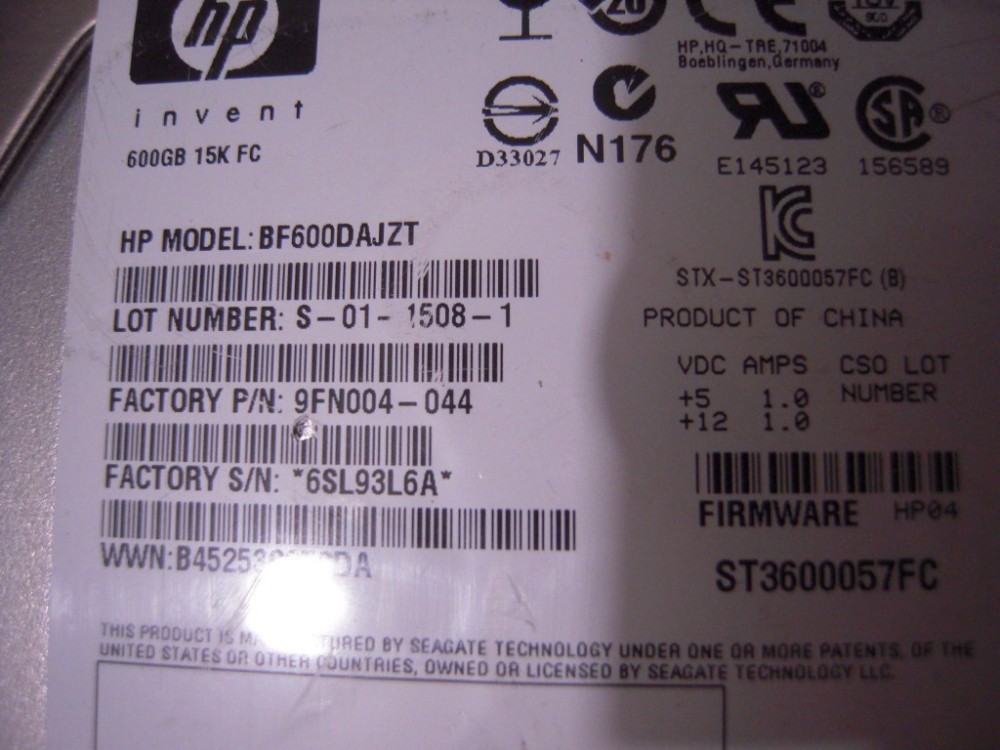 hp
invent
600GB 15K FC
HP,HQ-TRE,71004
Boeblingen,Germany
D33027
N176
E145123
156589
STX-ST3600057FC (B)
HP MODEL: BF600DAJZT
LOT NUMBER: S-01-1508-1
FACTORY P/N: 9FN004-044
FACTORY S/N: *6SL93L6A*
PRODUCT OF CHINA
VDC AMPS CSO LOT
NUMBER
+5 1.0
+12 1.0
FIRMWARE HP04
ST3600057FC
WWN:
THIS PRODUCT IS BY SEAGATE TECHNOLOGY UNDER ONE OR MORE PATENTS, OF THE
UNITED STATES OR OTHER COUNTRIES, OWNED OR LICENSED BY SEAGATE TECHNOLOGY LLC.